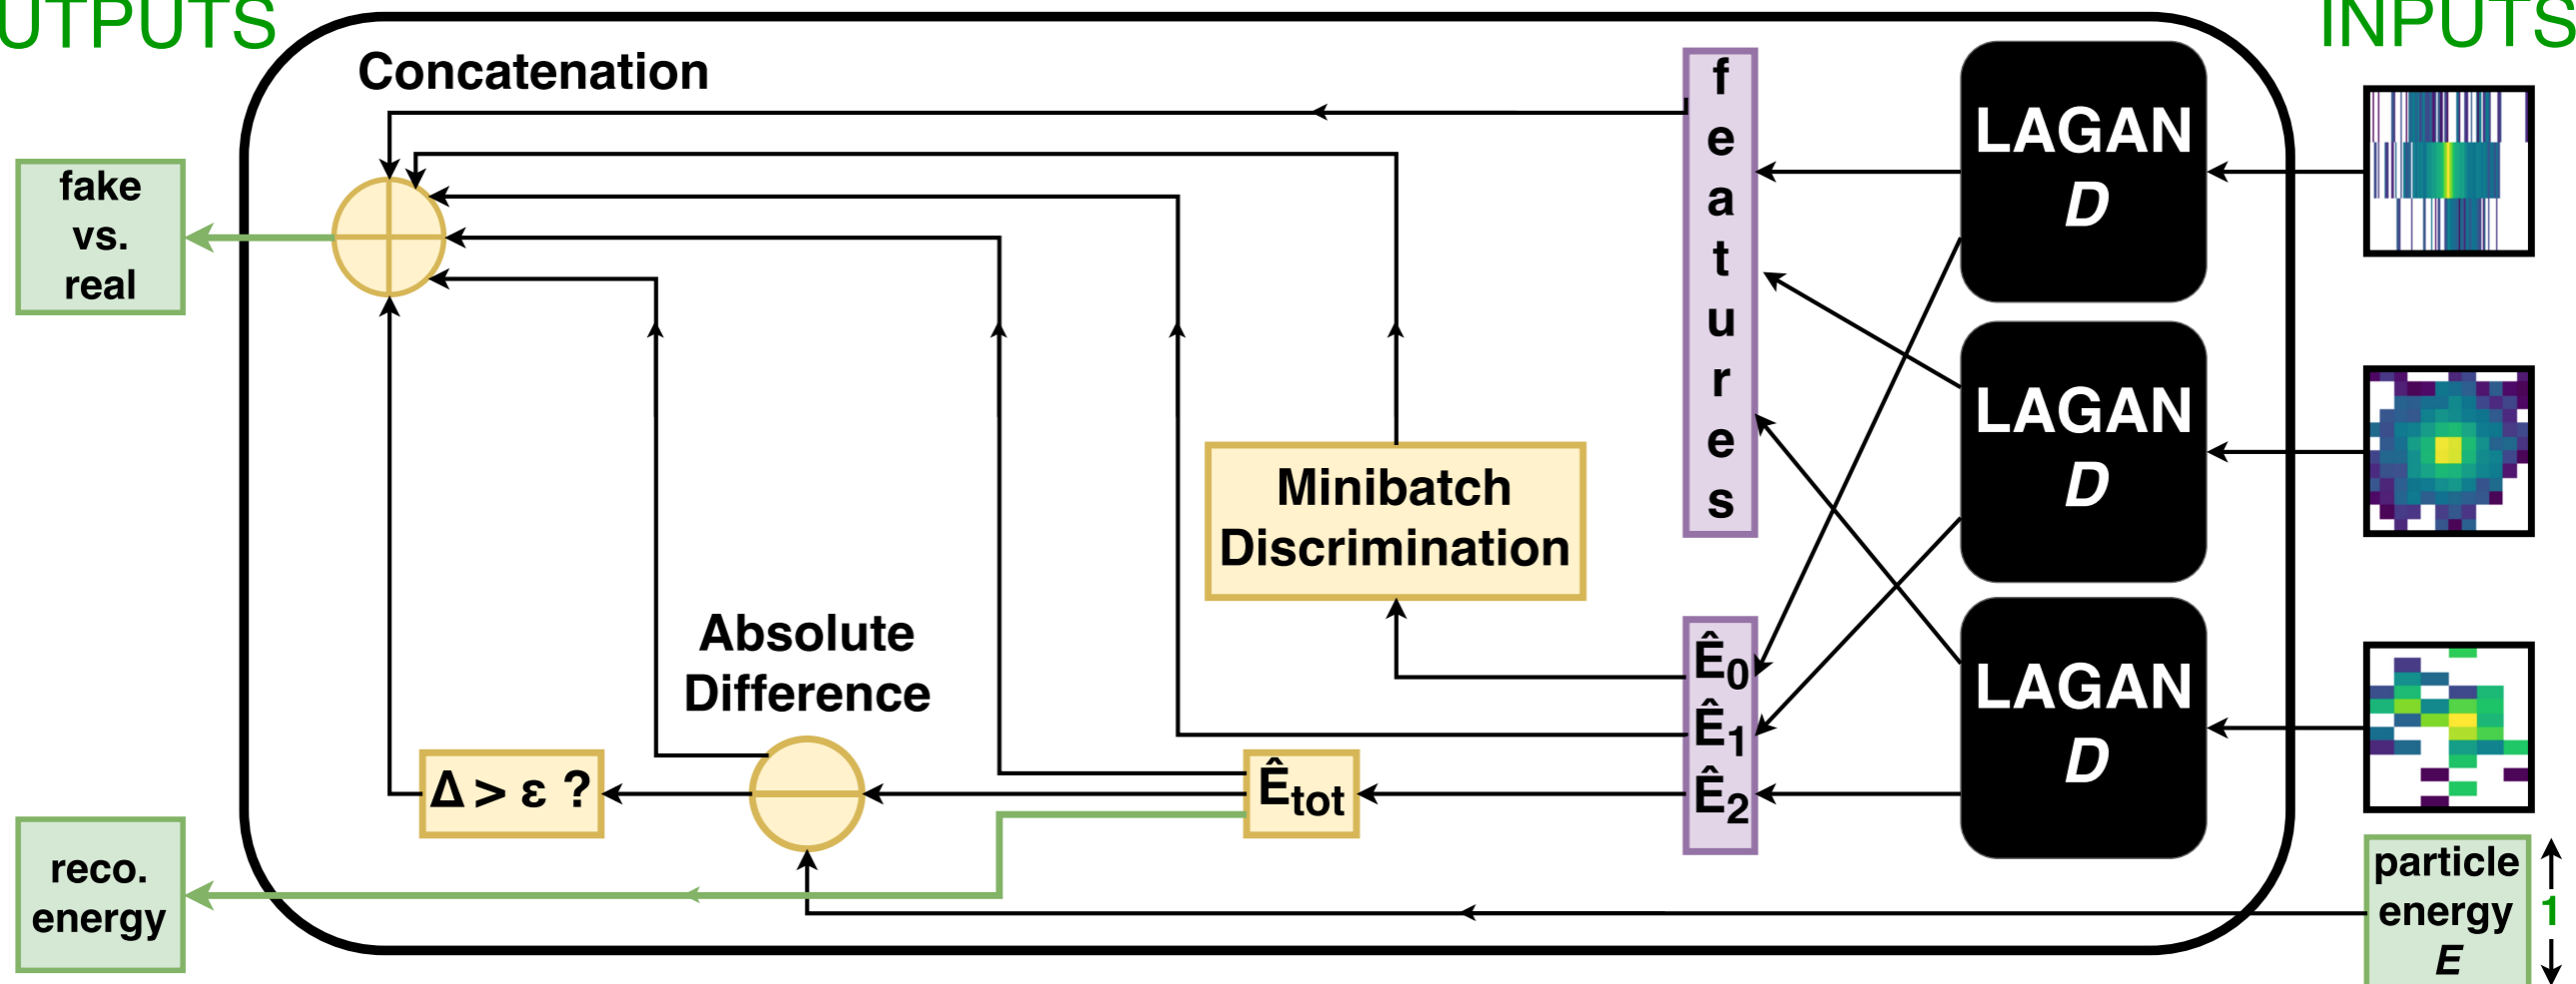 UTPUTS
INPUTS
Concatenation
fake
vs.
real
features
LAGAN
D
LAGAN
D
LAGAN
D
Minibatch
Discrimination
Absolute
Difference
Ê0
Ê1
Ê2
Êtot
Δ > ε ?
reco.
energy
particle
energy
E
1